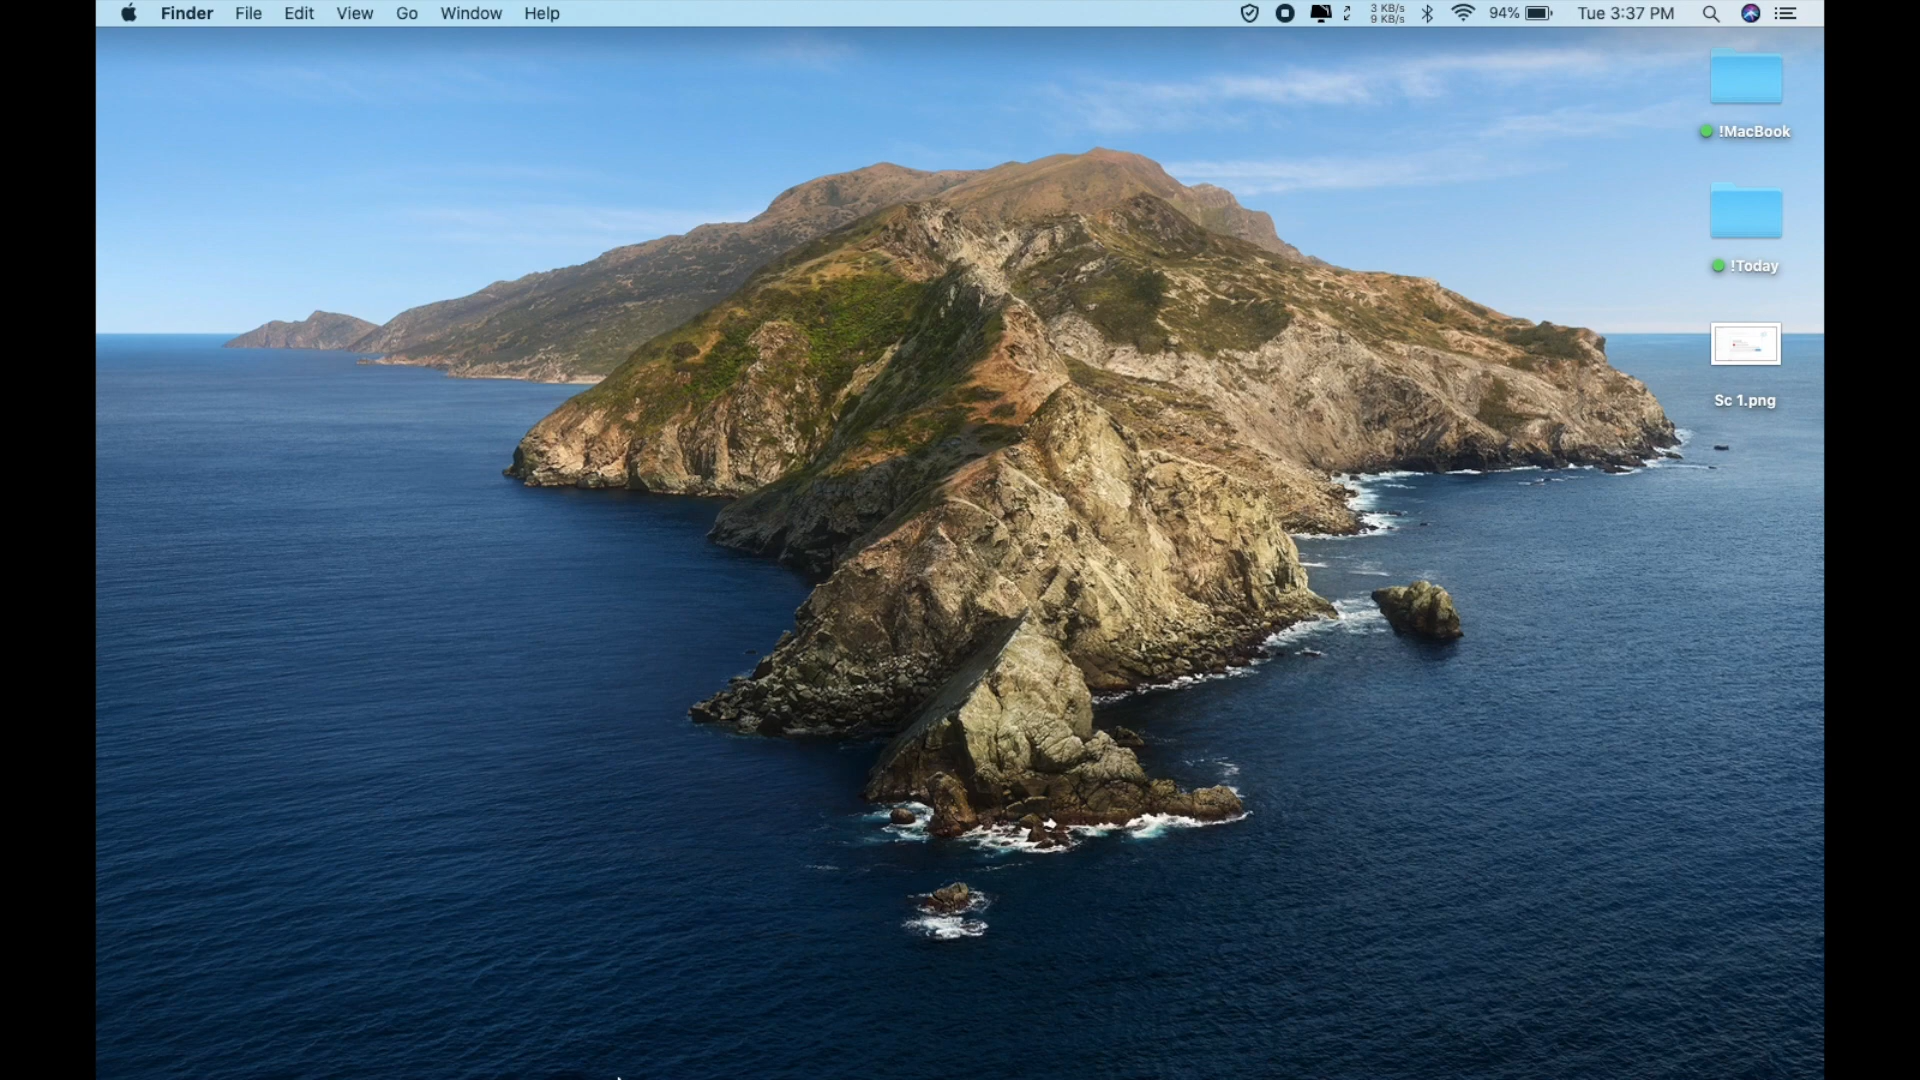 Finder File Edit View Go Window Help 3 KB/s 94% Tue 3:37 PM
9 KB/s
!MacBook
!Today
Sc 1.png